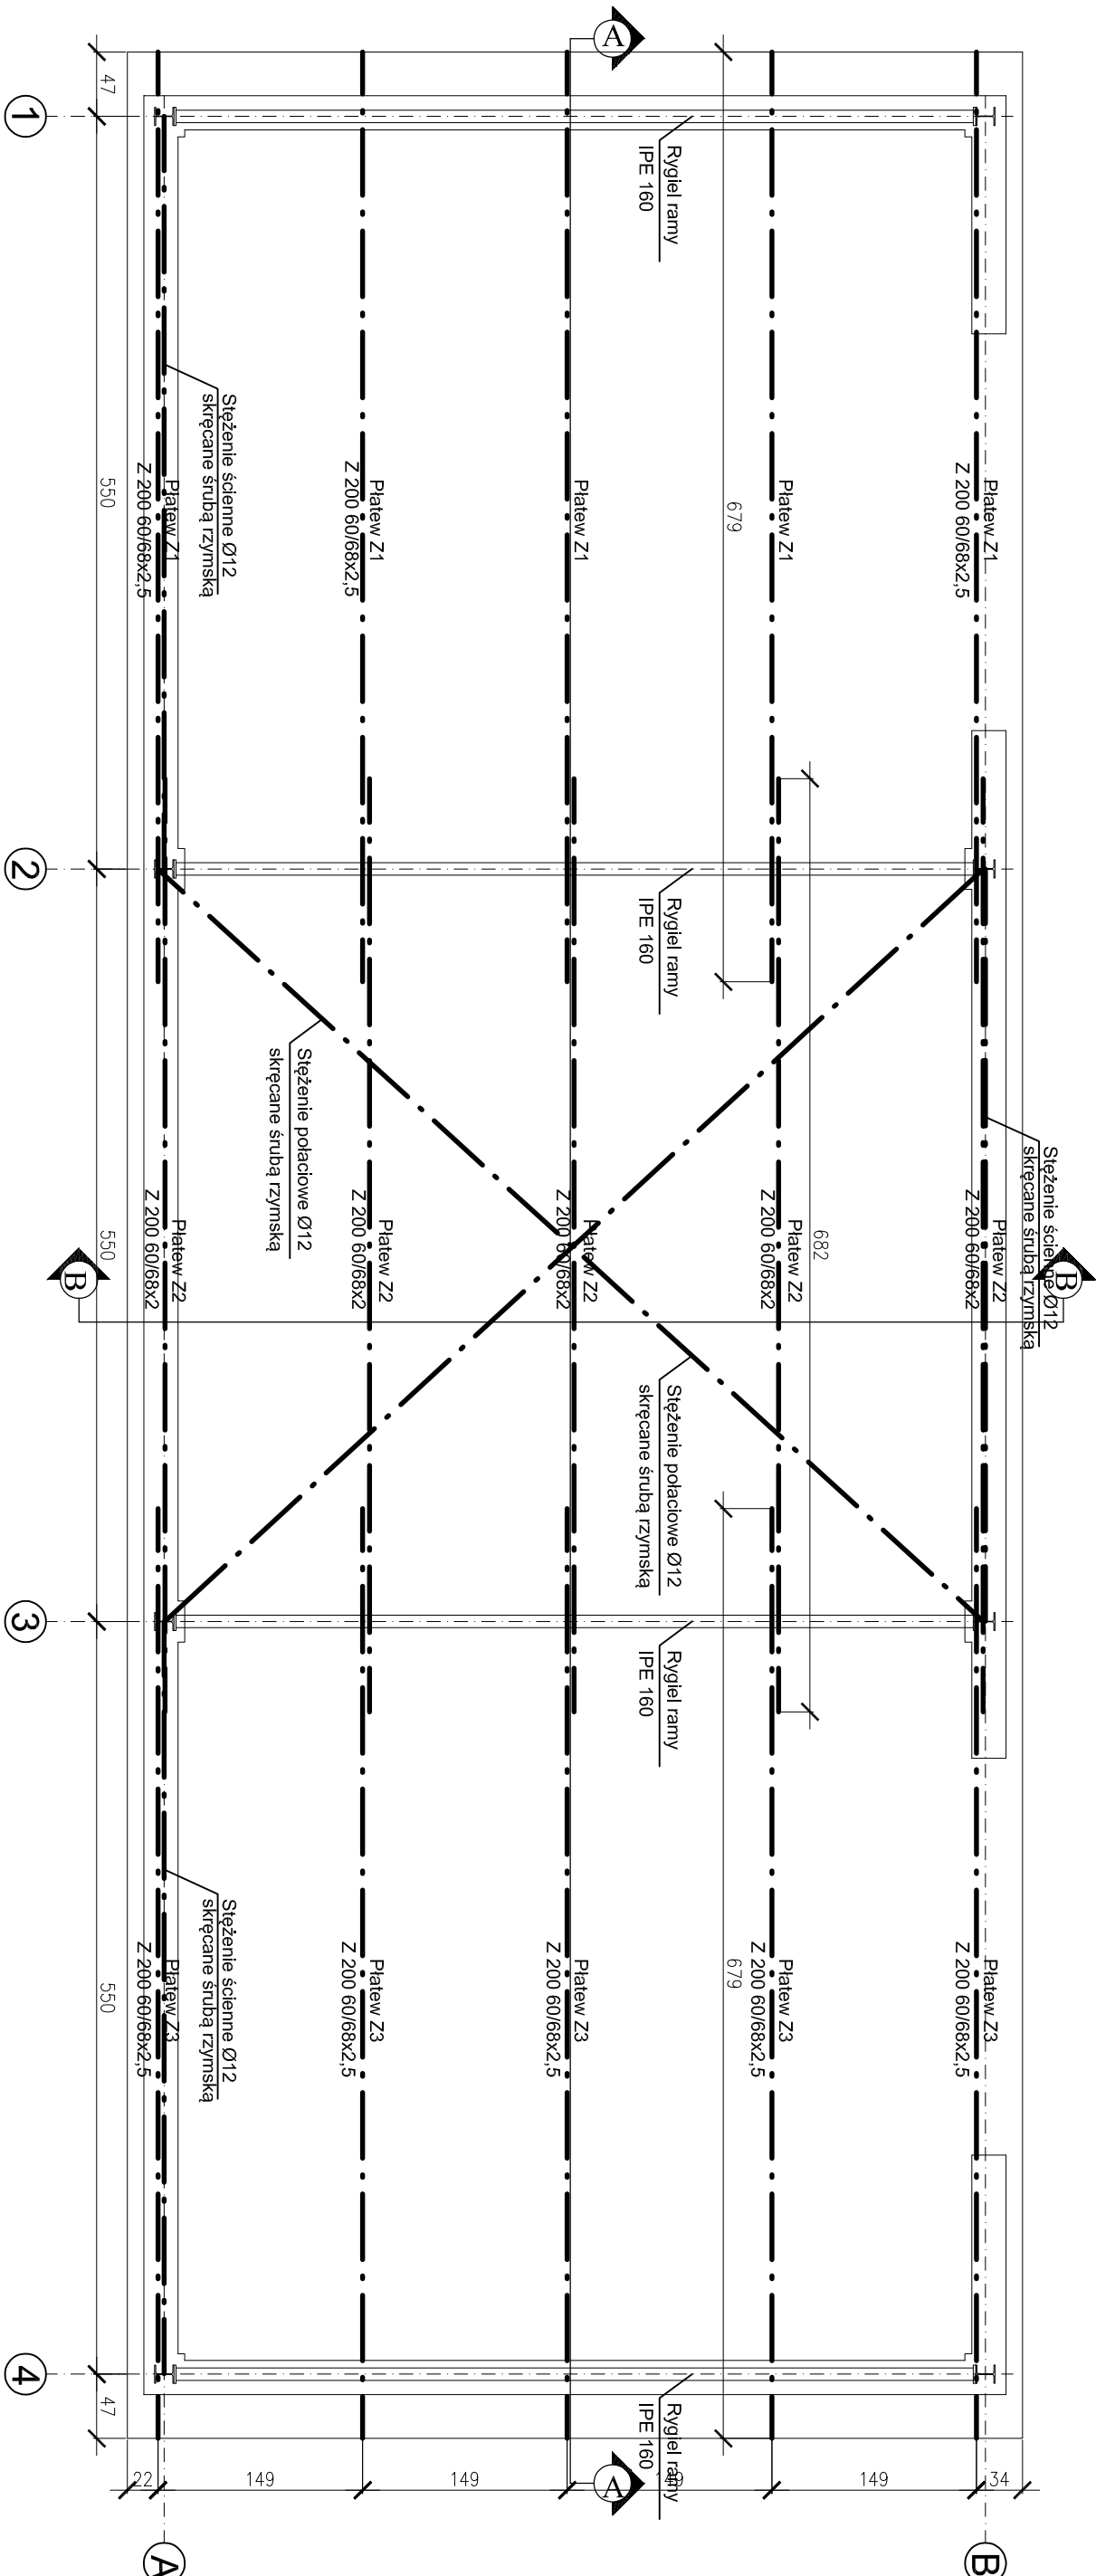 A
47
679
Rygiel ramy
IPE 160
1
Stężenie ścienne Ø12
skręcane śrubą rzymską
Płatew Z1
Z 200 60/68x2,5
Płatew Z1
Z 200 60/68x2,5
Płatew Z1
Płatew Z1
Płatew Z1
Z 200 60/68x2,5
550
2
Rygiel ramy
IPE 160
Stężenie połaciowe Ø12
skręcane śrubą rzymską
Stężenie ścienne Ø12
skręcane śrubą rzymską
682
Płatew Z2
Z 200 60/68x2
Płatew Z2
Z 200 60/68x2
Płatew Z2
Z 200 60/68x2
Płatew Z2
Z 200 60/68x2
Płatew Z2
Z 200 60/68x2
550
B
B
Stężenie połaciowe Ø12
skręcane śrubą rzymską
3
Rygiel ramy
IPE 160
Stężenie ścienne Ø12
skręcane śrubą rzymską
679
Płatew Z3
Z 200 60/68x2,5
Płatew Z3
Z 200 60/68x2,5
Płatew Z3
Z 200 60/68x2,5
Płatew Z3
Z 200 60/68x2,5
Płatew Z3
Z 200 60/68x2,5
550
4
Rygiel ramy
IPE 160
47
22
149
149
149
149
34
A
A
B